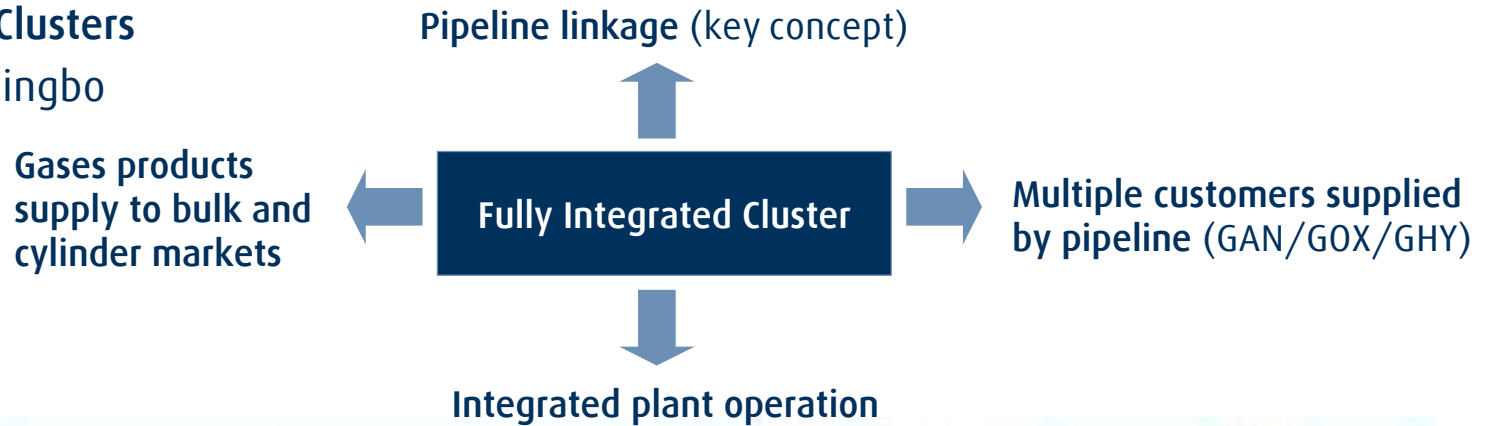 Clusters
ingbo
Pipeline linkage (key concept)
Gases products
supply to bulk and
cylinder markets
Fully Integrated Cluster
Multiple customers supplied
by pipeline (GAN/GOX/GHY)
Integrated plant operation